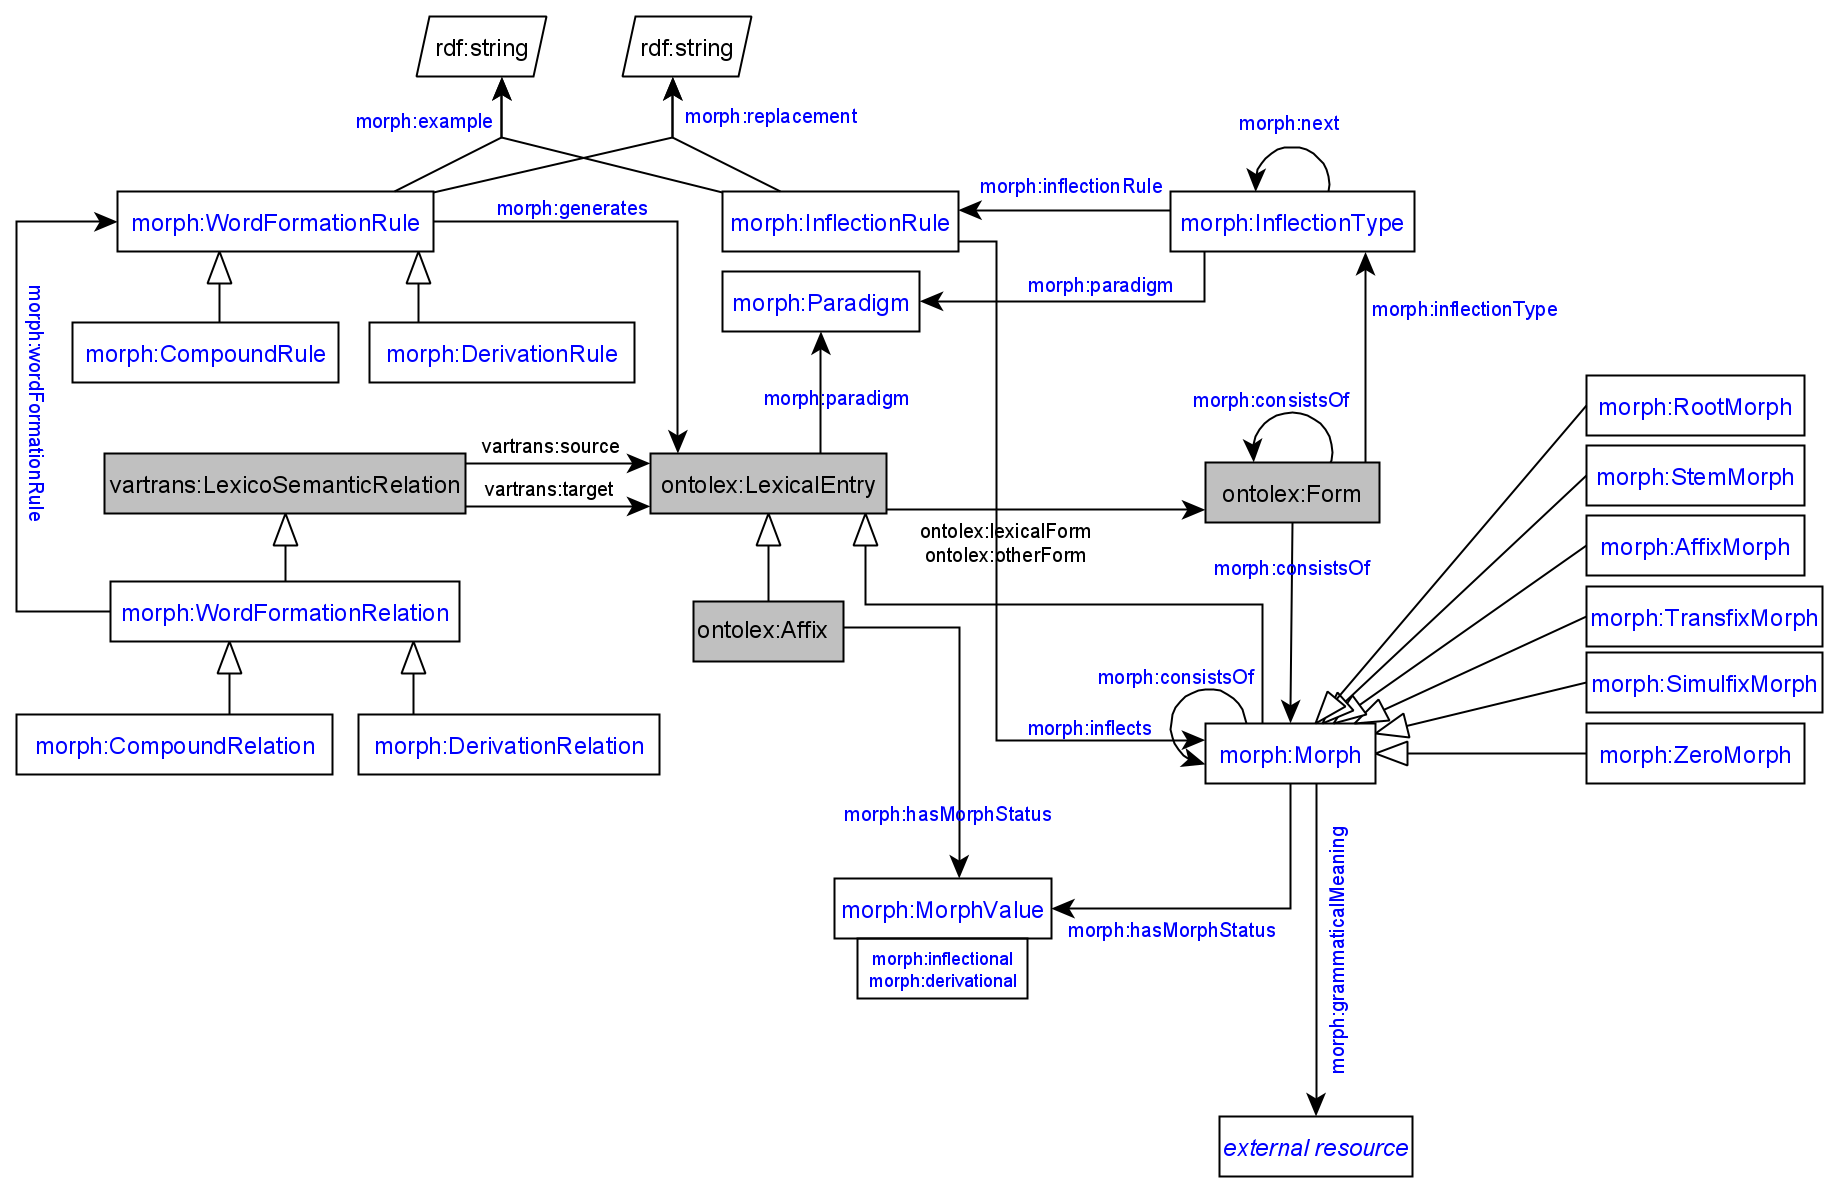 rdf:string
rdf:string
morph:example
morph:replacement
morph:next
morph:inflectionRule
morph:generates
morph:WordFormationRule
morph:InflectionRule
morph:InflectionType
morph:paradigm
morph:Paradigm
morph:inflectionType
morph:wordFormationRule
morph:CompoundRule
morph:DerivationRule
morph:paradigm
morph:consistsOf
morph:RootMorph
vartrans:source
morph:StemMorph
vartrans:LexicoSemanticRelation
vartrans:target
ontolex:LexicalEntry
ontolex:Form
ontolex:lexicalForm
ontolex:otherForm
morph:AffixMorph
morph:consistsOf
morph:WordFormationRelation
ontolex:Affix
morph:TransfixMorph
morph:consistsOf
morph:SimulfixMorph
morph:inflects
morph:CompoundRelation
morph:DerivationRelation
morph:Morph
morph:ZeroMorph
morph:hasMorphStatus
morph:MorphValue
morph:hasMorphStatus
morph:grammaticalMeaning
morph:inflectional
morph:derivational
external resource